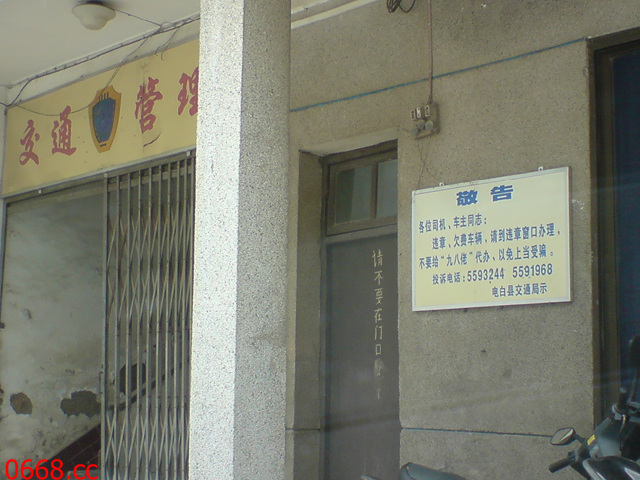 交通管理
敬告
各位司机、车主同志：
违章、欠费车辆，请到违章窗口办理，
不要给“九八佬”代办、以免上当受骗。
投诉电话：5593244 5591968
电白县交通局示
请不要在门口
0668.cc